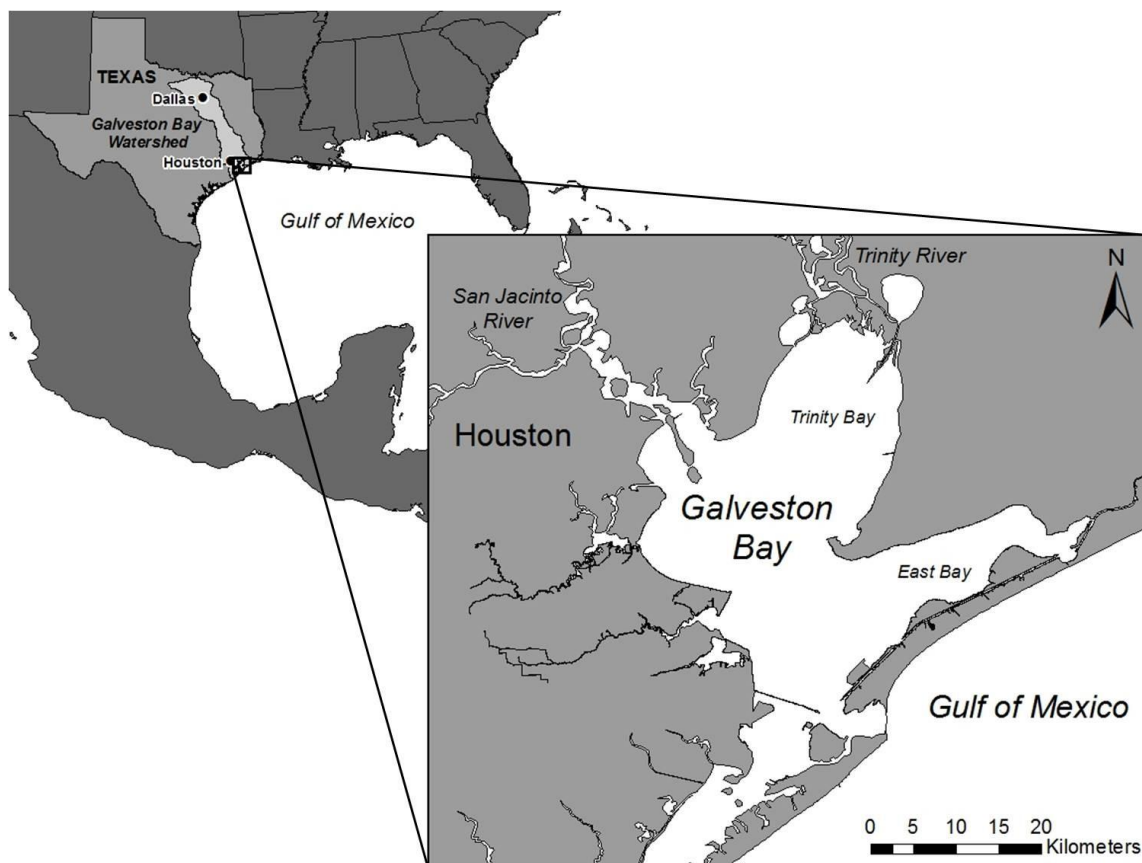 TEXAS
Dallas
Galveston Bay
Watershed
Houston
Gulf of Mexico
Trinity River
N
San Jacinto
River
Trinity Bay
Houston
Galveston
Bay
East Bay
Gulf of Mexico
0 5 10 15 20
Kilometers